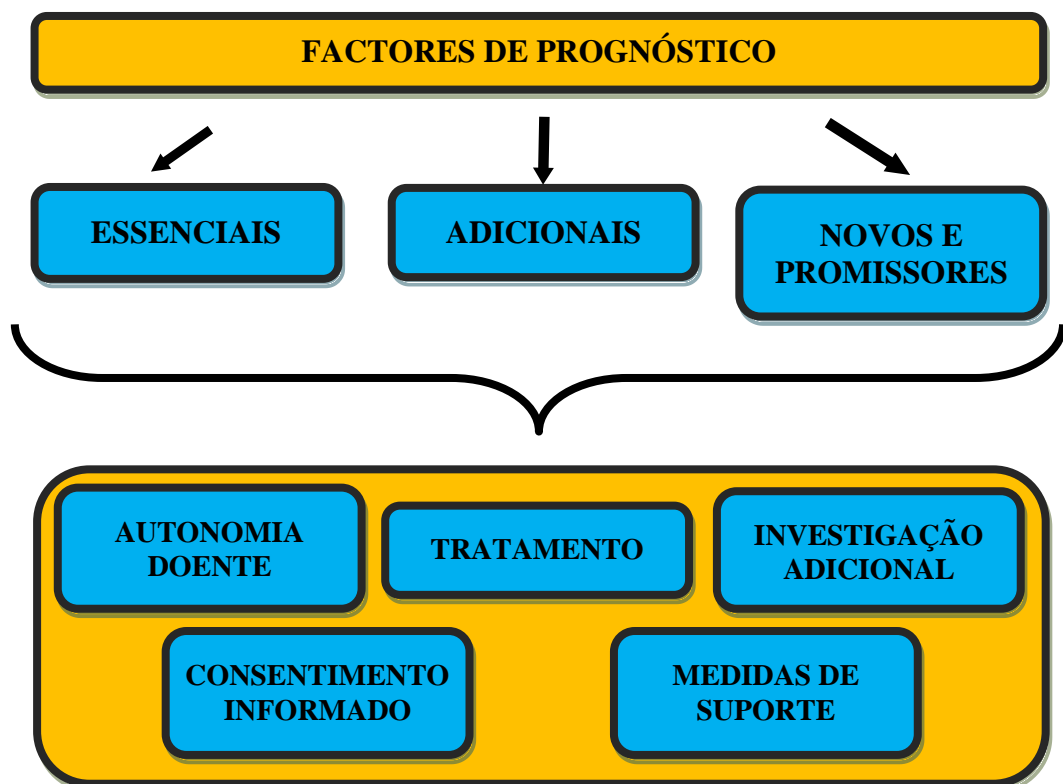 FACTORES DE PROGNÓSTICO
ESSENCIAIS
ADICIONAIS
NOVOS E
PROMISSORES
AUTONOMIA
DOENTE
TRATAMENTO
INVESTIGAÇÃO
ADICIONAL
CONSENTIMENTO
INFORMADO
MEDIDAS DE
SUPORTE